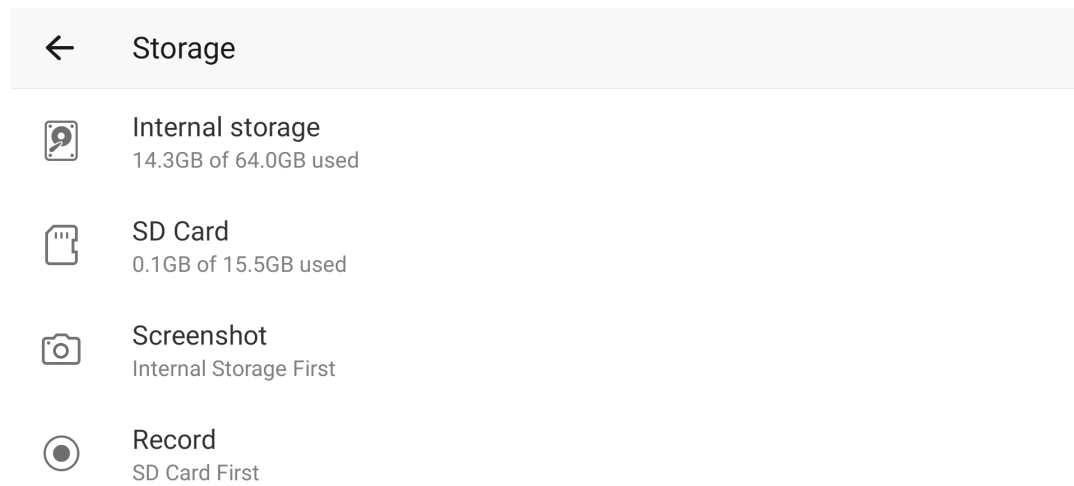 Storage
Internal storage
14.3GB of 64.0GB used
SD Card
0.1GB of 15.5GB used
Screenshot
Internal Storage First
Record
SD Card First